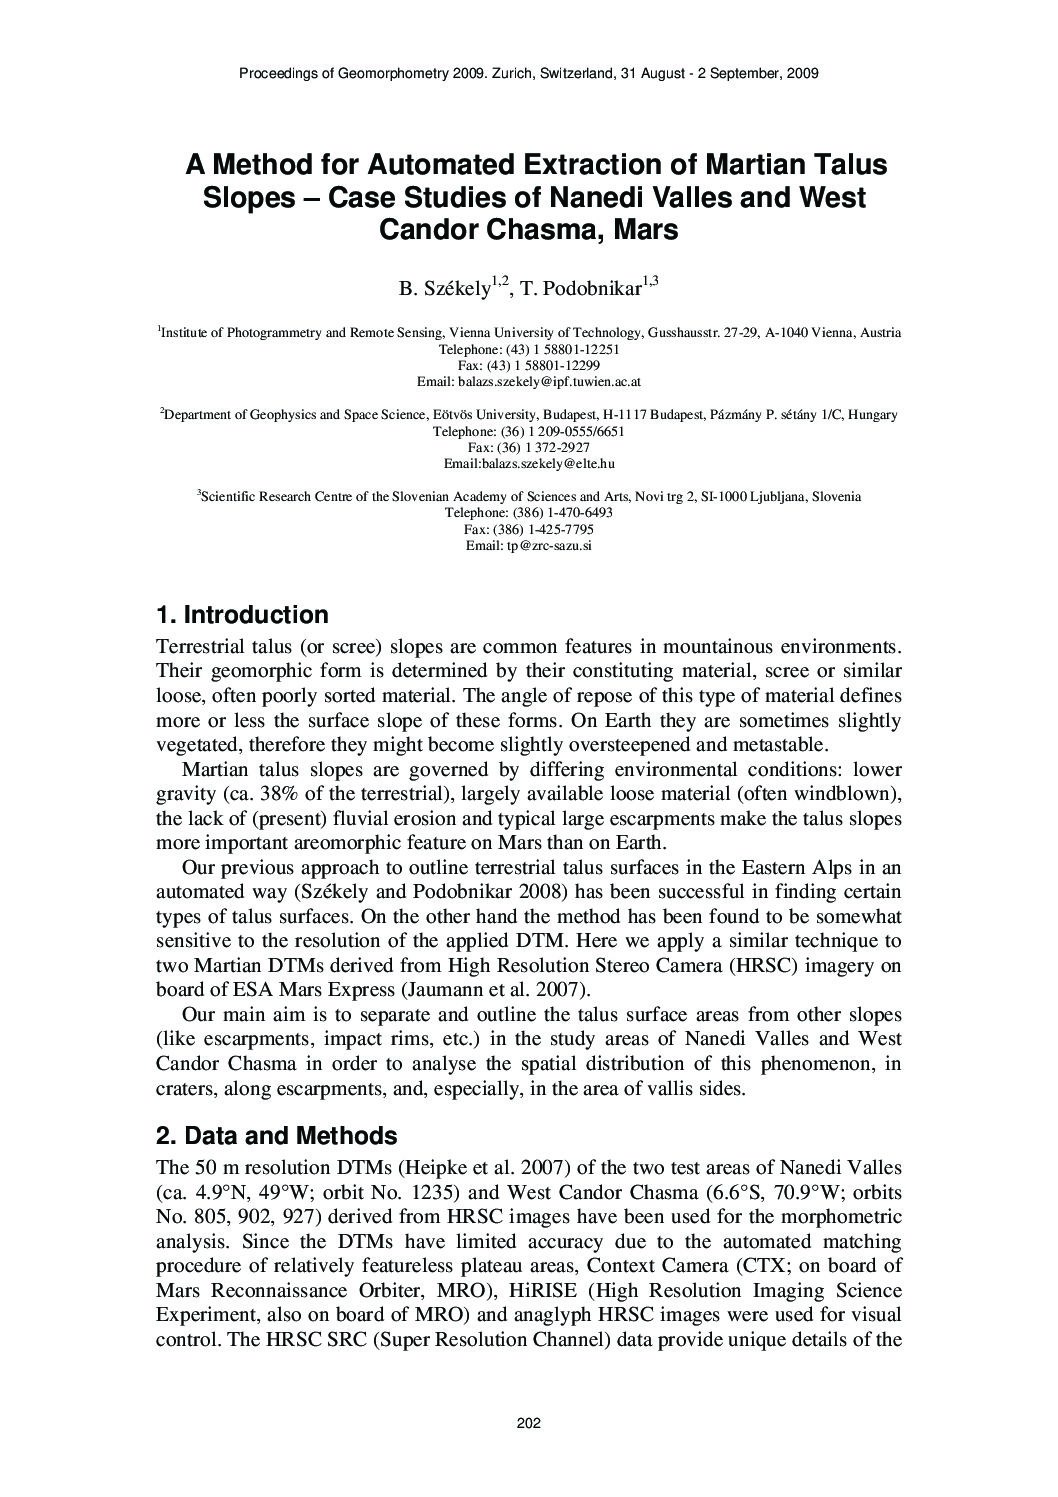 Proceedings of Geomorphometry 2009. Zurich, Switzerland, 31 August - 2 September, 2009
A Method for Automated Extraction of Martian Talus
Slopes – Case Studies of Nanedi Valles and West
Candor Chasma, Mars
B. Székely1,2, T. Podobnikar1,3
1Institute of Photogrammetry and Remote Sensing, Vienna University of Technology, Gusshausstr. 27-29, A-1040 Vienna, Austria
Telephone: (43) 1 58801-12251
Fax: (43) 1 58801-12299
Email: balazs.szekely@ipf.tuwien.ac.at
2Department of Geophysics and Space Science, Eötvös University, Budapest, H-1117 Budapest, Pázmány P. sétány 1/C, Hungary
Telephone: (36) 1 209-0555/6651
Fax: (36) 1 372-2927
Email:balazs.szekely@elte.hu
3Scientific Research Centre of the Slovenian Academy of Sciences and Arts, Novi trg 2, SI-1000 Ljubljana, Slovenia
Telephone: (386) 1-470-6493
Fax: (386) 1-425-7795
Email: tp@zrc-sazu.si
1. Introduction
Terrestrial talus (or scree) slopes are common features in mountainous environments.
Their geomorphic form is determined by their constituting material, scree or similar
loose, often poorly sorted material. The angle of repose of this type of material defines
more or less the surface slope of these forms. On Earth they are sometimes slightly
vegetated, therefore they might become slightly oversteepened and metastable.
Martian talus slopes are governed by differing environmental conditions: lower
gravity (ca. 38% of the terrestrial), largely available loose material (often windblown),
the lack of (present) fluvial erosion and typical large escarpments make the talus slopes
more important areomorphic feature on Mars than on Earth.
Our previous approach to outline terrestrial talus surfaces in the Eastern Alps in an
automated way (Székely and Podobnikar 2008) has been successful in finding certain
types of talus surfaces. On the other hand the method has been found to be somewhat
sensitive to the resolution of the applied DTM. Here we apply a similar technique to
two Martian DTMs derived from High Resolution Stereo Camera (HRSC) imagery on
board of ESA Mars Express (Jaumann et al. 2007).
Our main aim is to separate and outline the talus surface areas from other slopes
(like escarpments, impact rims, etc.) in the study areas of Nanedi Valles and West
Candor Chasma in order to analyse the spatial distribution of this phenomenon, in
craters, along escarpments, and, especially, in the area of vallis sides.
2. Data and Methods
The 50 m resolution DTMs (Heipke et al. 2007) of the two test areas of Nanedi Valles
(ca. 4.9°N, 49°W; orbit No. 1235) and West Candor Chasma (6.6°S, 70.9°W; orbits
No. 805, 902, 927) derived from HRSC images have been used for the morphometric
analysis. Since the DTMs have limited accuracy due to the automated matching
procedure of relatively featureless plateau areas, Context Camera (CTX; on board of
Mars Reconnaissance Orbiter, MRO), HiRISE (High Resolution Imaging Science
Experiment, also on board of MRO) and anaglyph HRSC images were used for visual
control. The HRSC SRC (Super Resolution Channel) data provide unique details of the
202